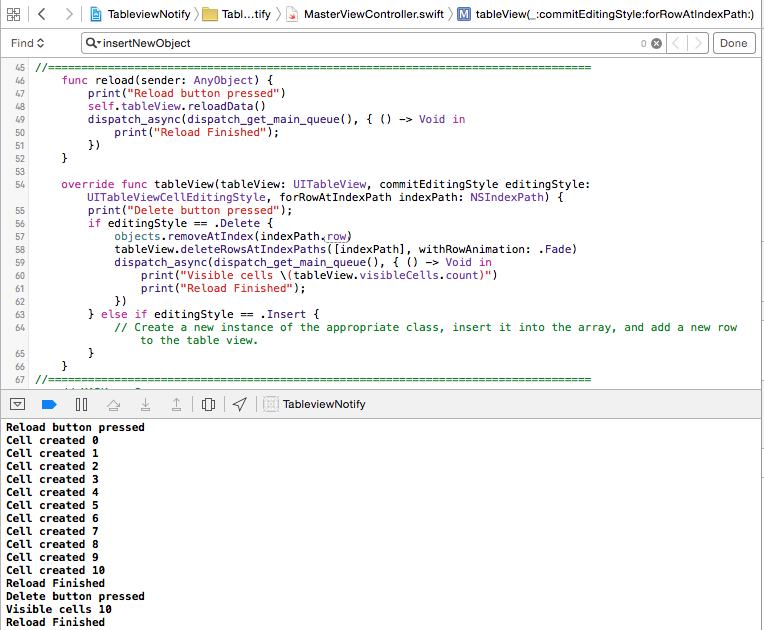 TableviewNotify Tabl...tify MasterViewController.swift M tableView(_:commitEditingStyle:forRowAtIndexPath:)
Find insertNewObject 0 Done
45 //==================================================================================
46 func reload(sender: AnyObject) {
47 print("Reload button pressed")
48 self.tableView.reloadData()
49 dispatch_async(dispatch_get_main_queue(), { () -> Void in
50 print("Reload Finished");
51 })
52 }
53
54 override func tableView(tableView: UITableView, commitEditingStyle editingStyle:
UITableViewCellEditingStyle, forRowAtIndexPath indexPath: NSIndexPath) {
55 print("Delete button pressed");
56 if editingStyle == .Delete {
57 objects.removeAtIndex(indexPath.row)
58 tableView.deleteRowsAtIndexPaths([indexPath], withRowAnimation: .Fade)
59 dispatch_async(dispatch_get_main_queue(), { () -> Void in
60 print("Visible cells \(tableView.visibleCells.count)")
61 print("Reload Finished");
62 })
63 } else if editingStyle == .Insert {
64 // Create a new instance of the appropriate class, insert it into the array, and add a new row
to the table view.
65 }
66 }
67 //==================================================================================
TableviewNotify
Reload button pressed
Cell created 0
Cell created 1
Cell created 2
Cell created 3
Cell created 4
Cell created 5
Cell created 6
Cell created 7
Cell created 8
Cell created 9
Cell created 10
Reload Finished
Delete button pressed
Visible cells 10
Reload Finished